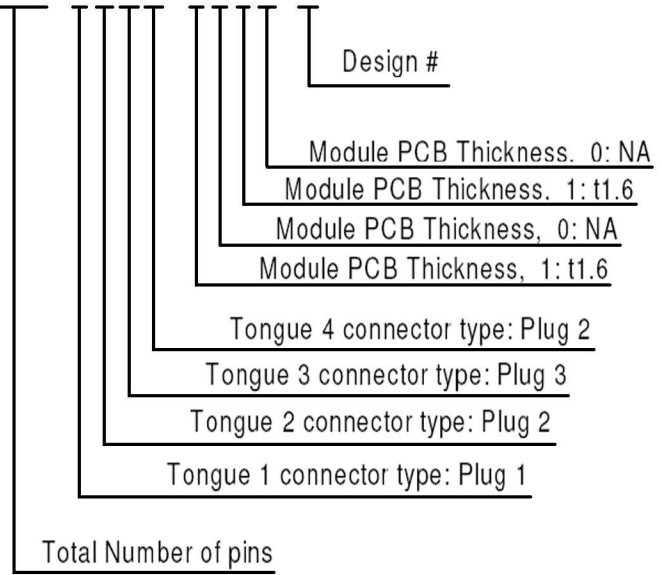 Design #
Module PCB Thickness. 0: NA
Module PCB Thickness. 1: t1.6
Module PCB Thickness, 0: NA
Module PCB Thickness, 1: t1.6
Tongue 4 connector type: Plug 2
Tongue 3 connector type: Plug 3
Tongue 2 connector type: Plug 2
Tongue 1 connector type: Plug 1
Total Number of pins